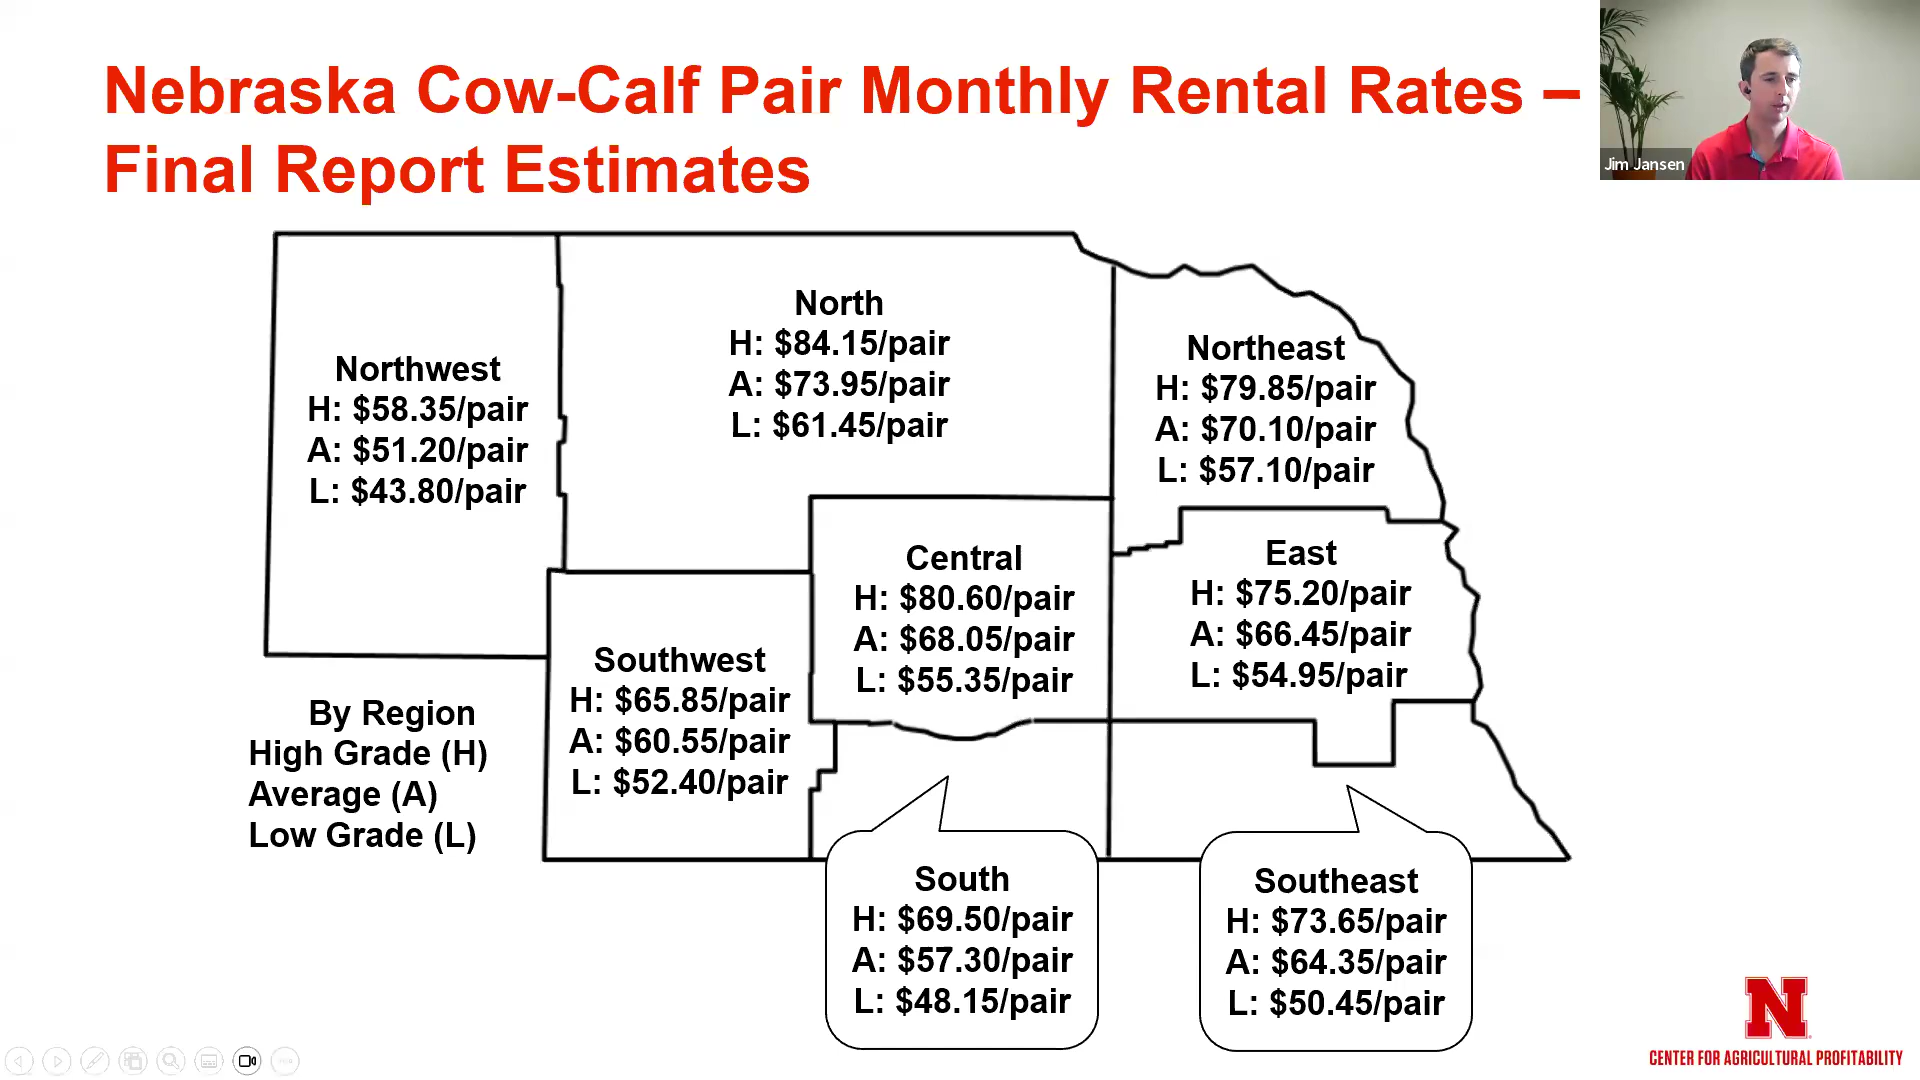 Nebraska Cow-Calf Pair Monthly Rental Rates –
Final Report Estimates
Jim Jansen
Northwest
H: $58.35/pair
A: $51.20/pair
L: $43.80/pair
North
H: $84.15/pair
A: $73.95/pair
L: $61.45/pair
Northeast
H: $79.85/pair
A: $70.10/pair
L: $57.10/pair
Central
H: $80.60/pair
A: $68.05/pair
L: $55.35/pair
East
H: $75.20/pair
A: $66.45/pair
L: $54.95/pair
Southwest
H: $65.85/pair
A: $60.55/pair
L: $52.40/pair
By Region
High Grade (H)
Average (A)
Low Grade (L)
South
H: $69.50/pair
A: $57.30/pair
L: $48.15/pair
Southeast
H: $73.65/pair
A: $64.35/pair
L: $50.45/pair
N
CENTER FOR AGRICULTURAL PROFITABILITY